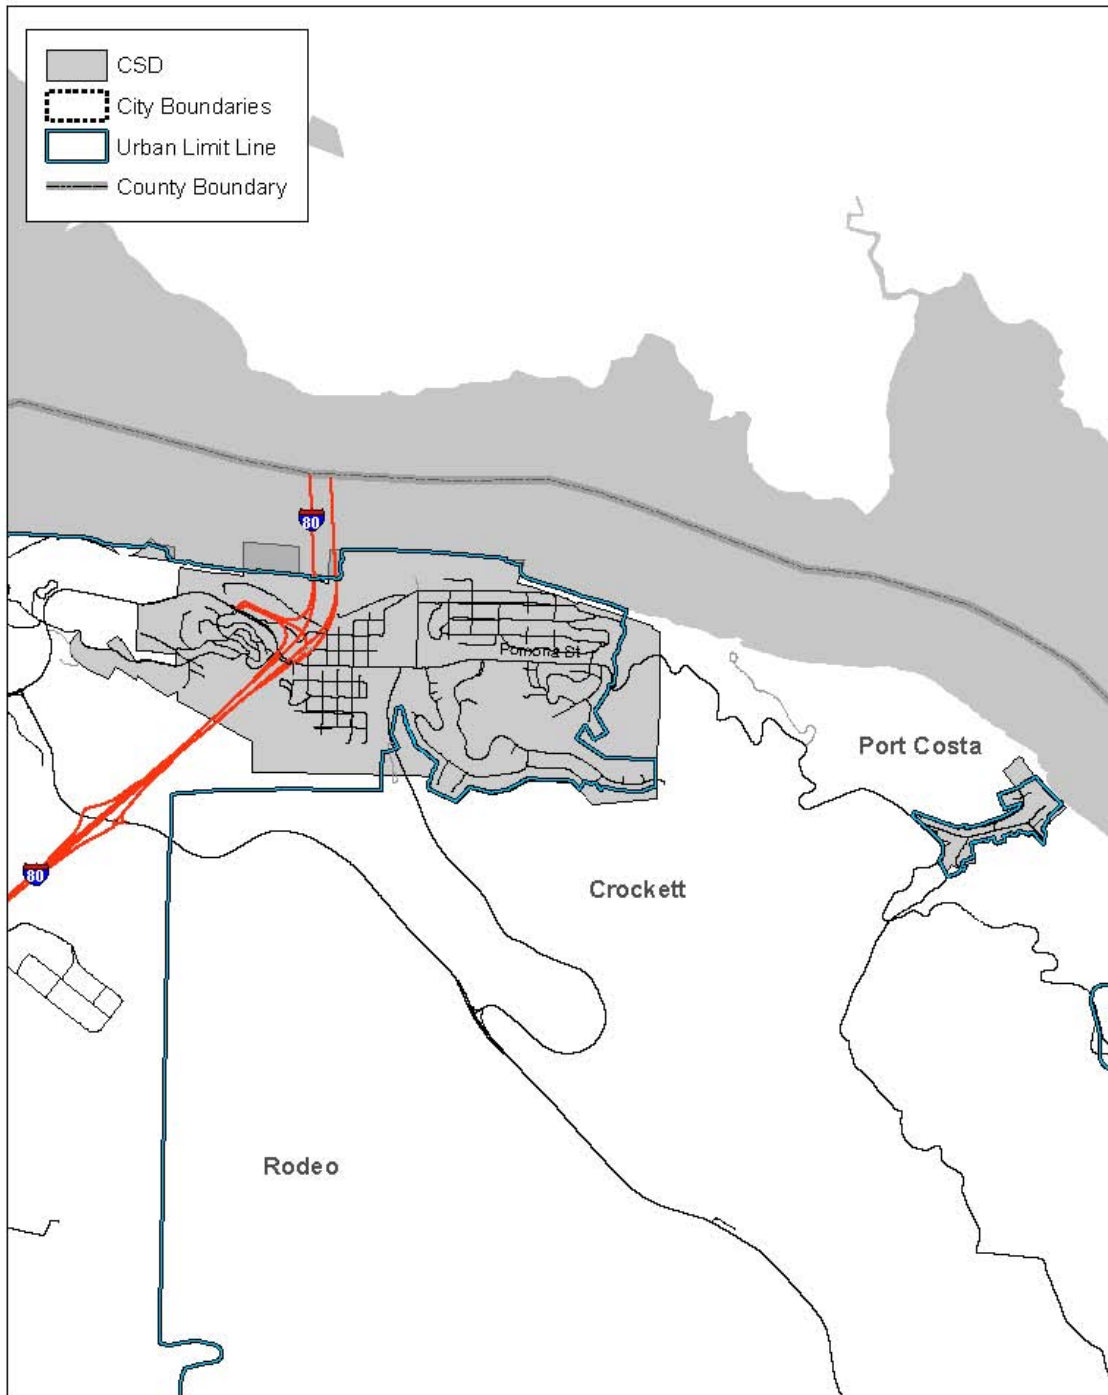 CSD
City Boundaries
Urban Limit Line
County Boundary
80
Pomona St
Port Costa
80
Crockett
Rodeo